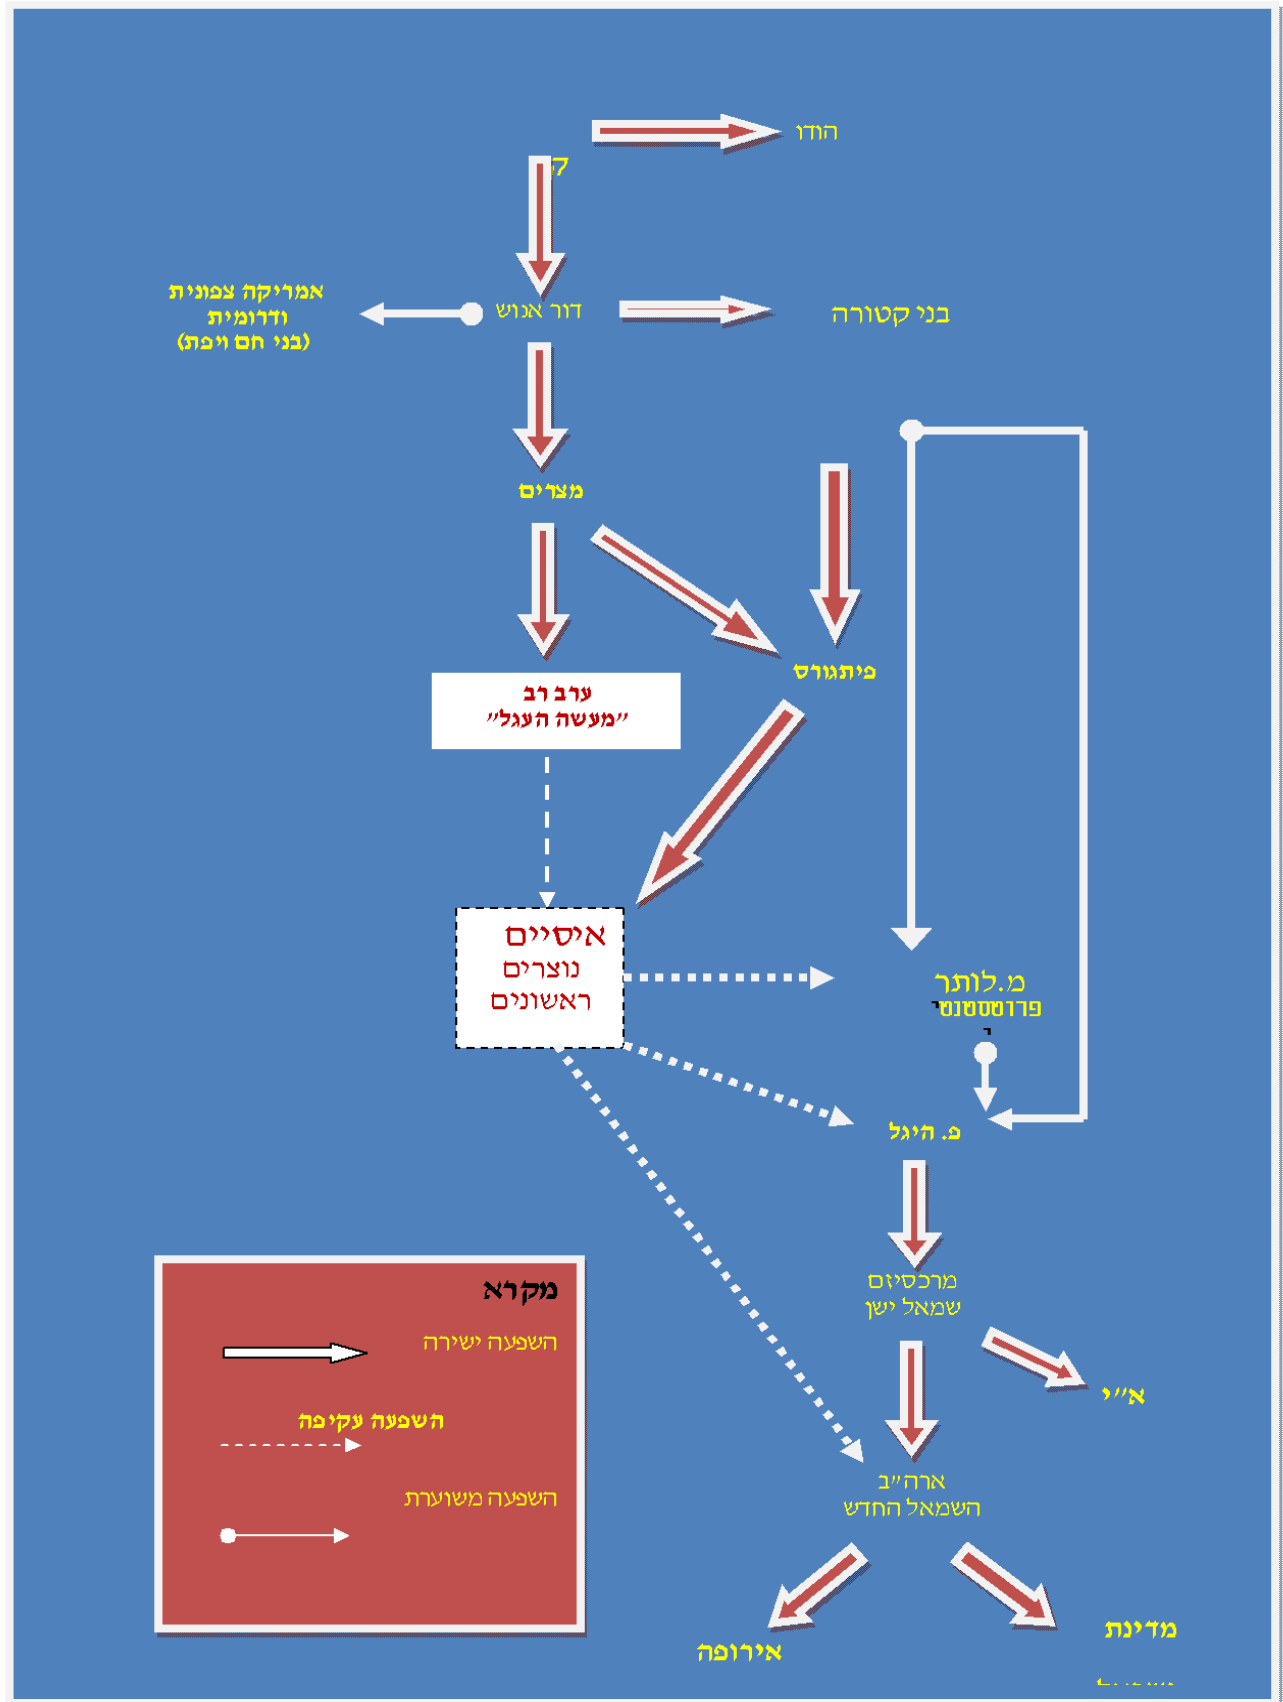 הודו
ק
דור אנוש
בני קטורה
אמריקה צפונית
ודרומית
(בני חם ויפת)
מצרים
פיתגורס
ערב רב
"מעשה העגל"
איסיים
נוצרים
ראשונים
מ.לותר
פ. היגל
מרכסיזם
שמאל ישן
א"י
ארה"ב
השמאל החדש
אירופה
מדינת
מקרא
השפעה ישירה
השפעה עקיפה
השפעה משוערת